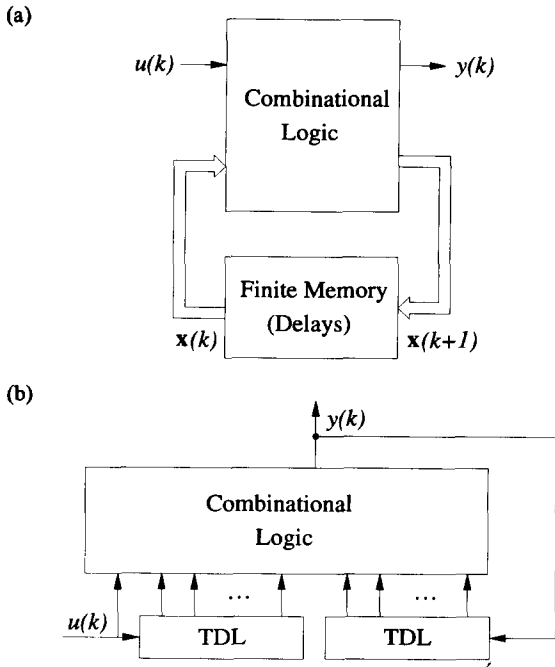 (a)
u(k)
y(k)
Combinational
Logic
Finite Memory
(Delays)
x(k)
x(k+1)
(b)
y(k)
Combinational
Logic
...
...
u(k)
TDL
TDL